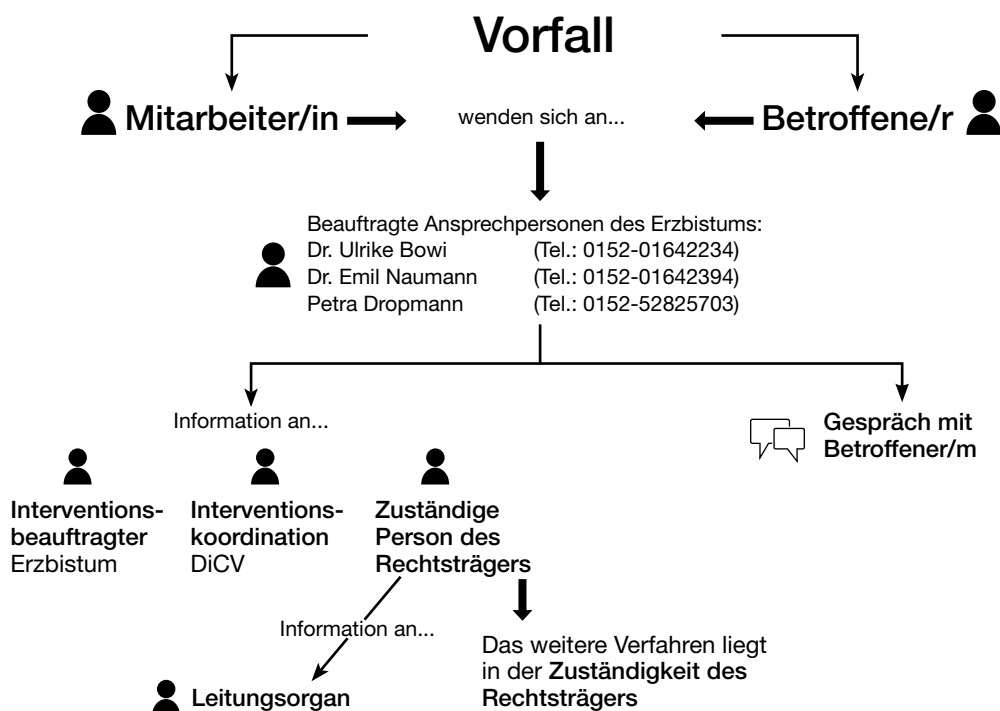 Vorfall
Mitarbeiter/in
wenden sich an...
Betroffene/r
Beauftragte Ansprechpersonen des Erzbistums:
Dr. Ulrike Bowi (Tel.: 0152-01642234)
Dr. Emil Naumann (Tel.: 0152-01642394)
Petra Dropmann (Tel.: 0152-52825703)
Information an...
Gespräch mit
Betroffener/m
Interventions-
beauftragter
Erzbistum
Interventions-
koordination
DiCV
Zuständige
Person des
Rechtsträgers
Information an...
Leitungsorgan
Das weitere Verfahren liegt
in der Zuständigkeit des
Rechtsträgers